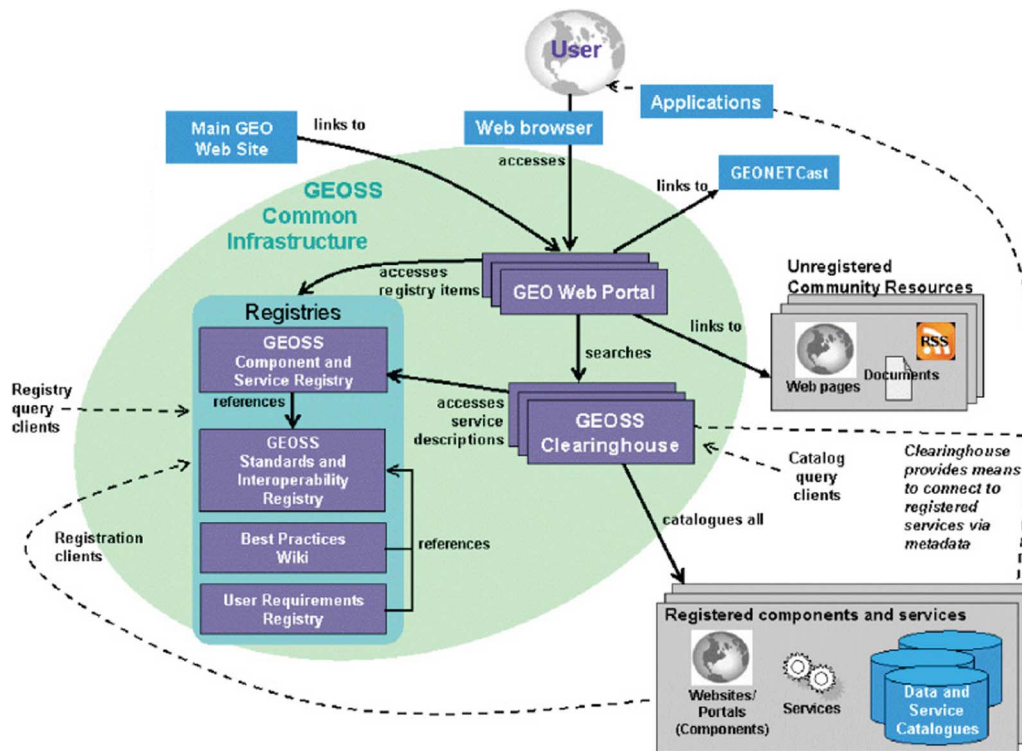 User
Applications
Main GEO
Web Site
links to
Web browser
accesses
GEONETCast
links to
GEOSS
Common
Infrastructure
accesses
registry items
GEO Web Portal
Unregistered
Community Resources
links to
RSS
Web pages
Documents
Registries
GEOSS
Component and
Service Registry
searches
Registry
query
clients
references
accesses
service
descriptions
GEOSS
Clearinghouse
GEOSS
Standards and
Interoperability
Registry
Catalog
query
clients
Clearinghouse
provides means
to connect to
registered
services via
metadata
Registration
clients
Best Practices
Wiki
references
catalogues all
User Requirements
Registry
Registered components and services
Websites/
Portals
(Components)
Services
Data and
Service
Catalogues